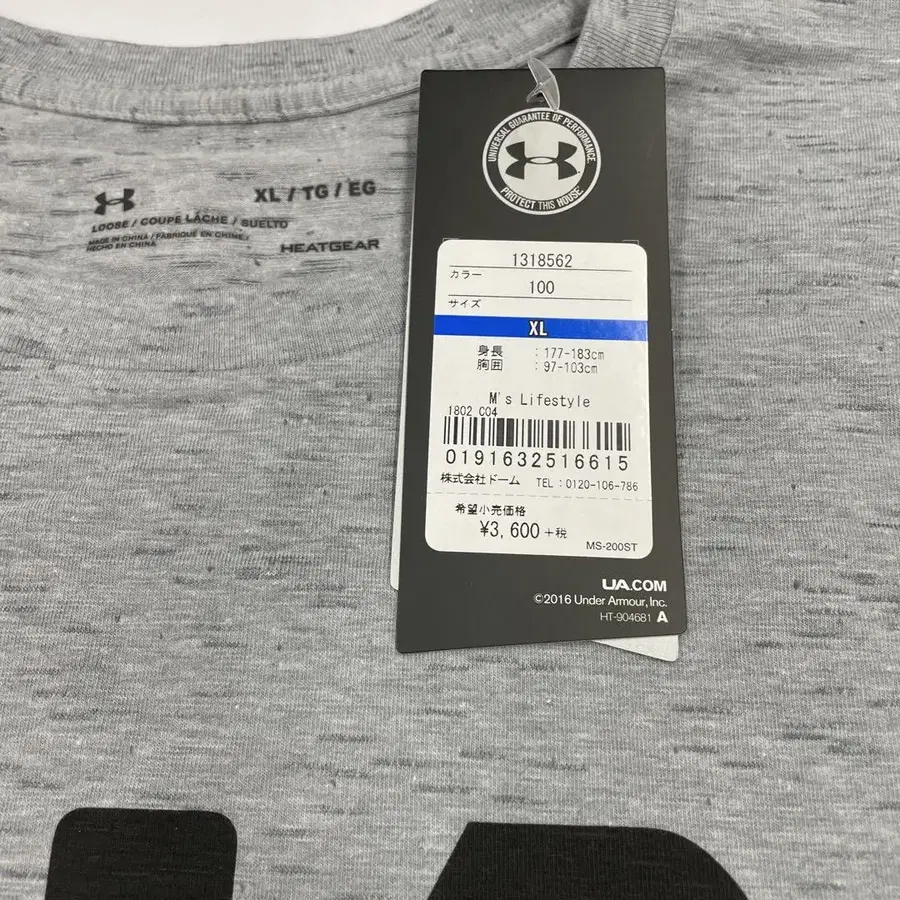 XL / TG / EG
LOOSE / COUPE LÂCHE / SUELTO
MADE IN CHINA / FABRIQUÉ EN CHINE /
HECHO EN CHINA
HEATGEAR
UNIVERSAL GUARANTEE OF PERFORMANCE
PROTECT THIS HOUSE
1318562
カラー
100
サイズ
XL
身長 : 177-183cm
胸囲 : 97-103cm
M's Lifestyle
1802 C04
0191632516615
株式会社ドーム TEL : 0120-106-786
希望小売価格
¥3,600 +税
MS-200ST
UA.COM
©2016 Under Armour, Inc.
HT-904681 A